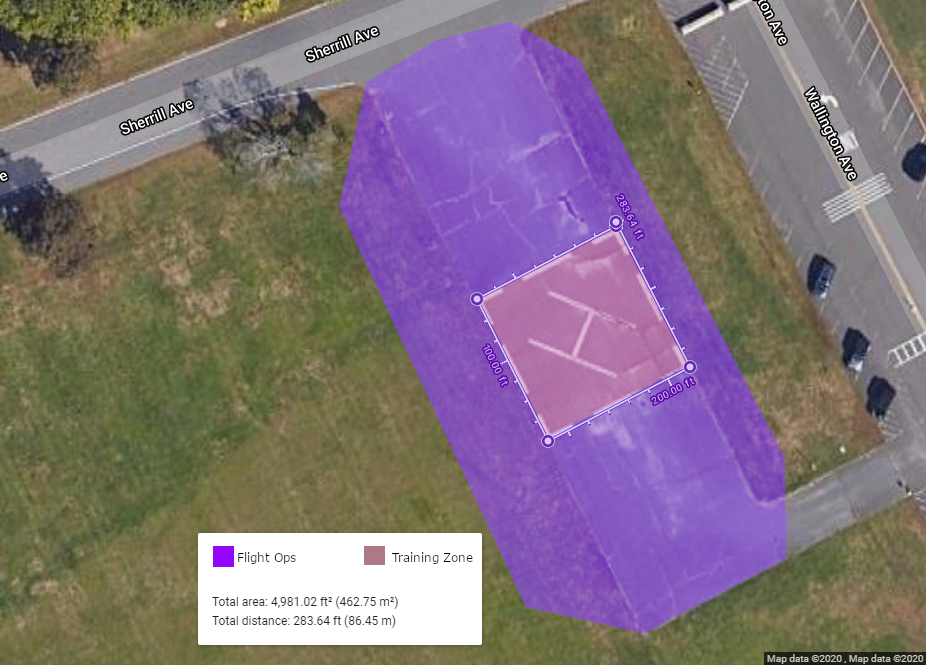 Sherrill Ave
Sherrill Ave
e
ton Ave
Wallington Ave
283.64 ft
100.00 ft
200.00 ft
Flight Ops
Training Zone
Total area: 4,981.02 ft² (462.75 m²)
Total distance: 283.64 ft (86.45 m)
Map data ©2020 , Map data ©2020